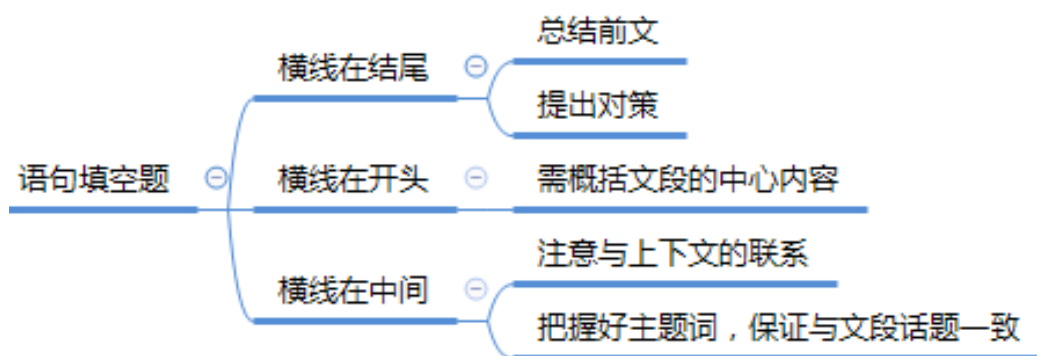 总结前文
横线在结尾
提出对策
语句填空题
横线在开头
需概括文段的中心内容
注意与上下文的联系
横线在中间
把握好主题词，保证与文段话题一致